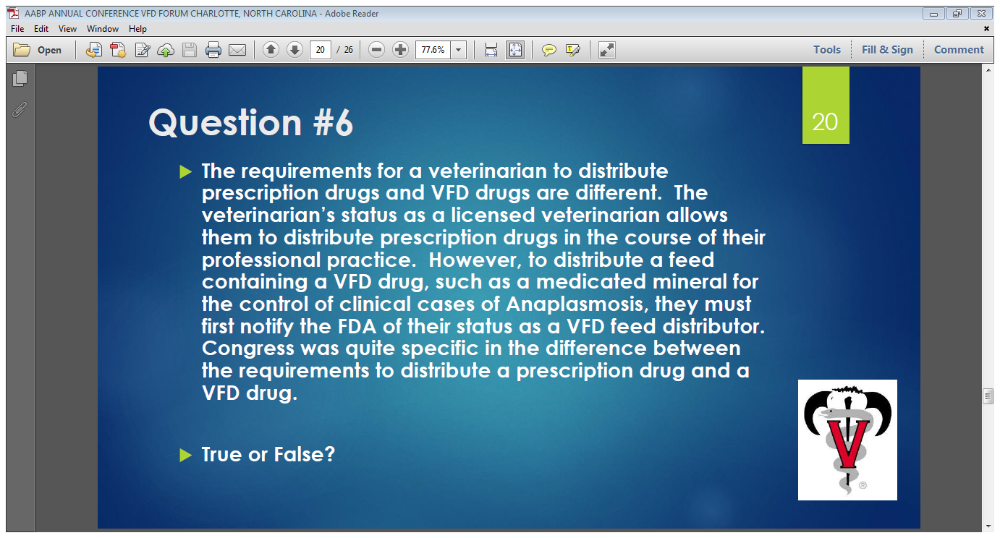 AABP ANNUAL CONFERENCE VFD FORUM CHARLOTTE, NORTH CAROLINA - Adobe Reader
File Edit View Window Help
Open 20 / 26 77.6% Tools Fill & Sign Comment
20
Question #6
The requirements for a veterinarian to distribute
prescription drugs and VFD drugs are different. The
veterinarian's status as a licensed veterinarian allows
them to distribute prescription drugs in the course of their
professional practice. However, to distribute a feed
containing a VFD drug, such as a medicated mineral for
the control of clinical cases of Anaplasmosis, they must
first notify the FDA of their status as a VFD feed distributor.
Congress was quite specific in the difference between
the requirements to distribute a prescription drug and a
VFD drug.
True or False?
V
®